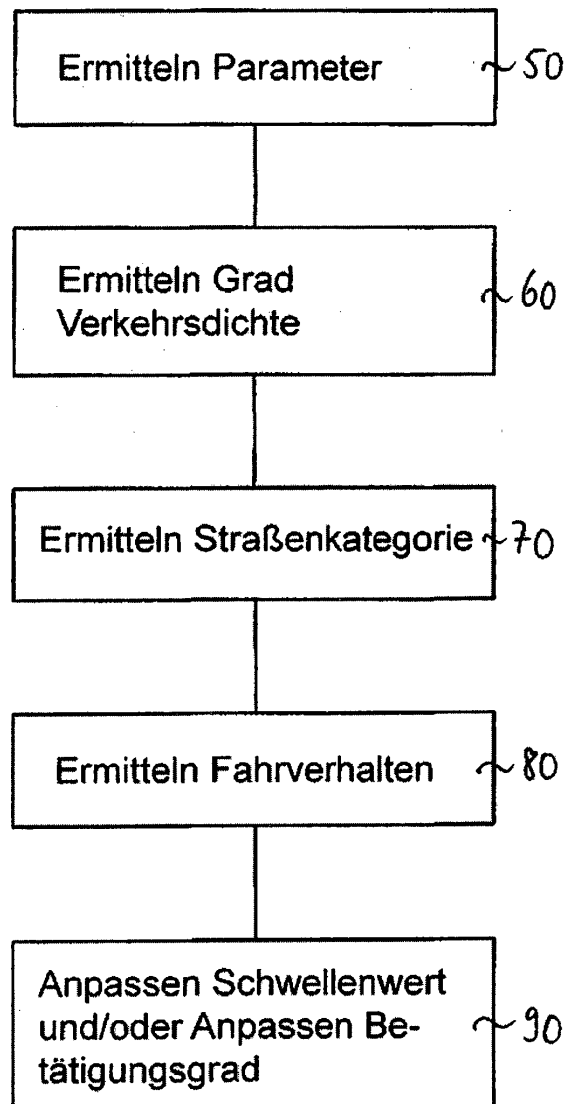 Ermitteln Parameter 50
Ermitteln Grad
Verkehrsdichte 60
Ermitteln Straßenkategorie 70
Ermitteln Fahrverhalten 80
Anpassen Schwellenwert
und/oder Anpassen Be- 90
tätigungsgrad